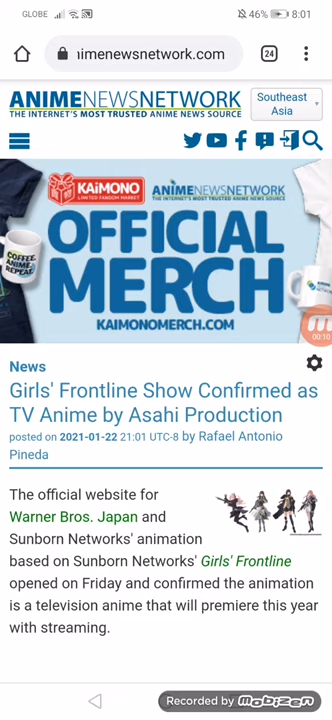 GLOBE 46% 8:01
imenewsnetwork.com 24
ANIMENEWSNETWORK
THE INTERNET'S MOST TRUSTED ANIME NEWS SOURCE
Southeast
Asia
KAIMONO
LIMITED FANDOM MARKET
ANIMENEWSNETWORK
THE INTERNET'S MOST TRUSTED ANIME NEWS SOURCE
OFFICIAL
MERCH
COFFEE.
ANIME.
REPEAT.
KAIMONOMERCH.COM
00:10
News
Girls' Frontline Show Confirmed as
TV Anime by Asahi Production
posted on 2021-01-22 21:01 UTC-8 by Rafael Antonio
Pineda
The official website for
Warner Bros. Japan and
Sunborn Networks' animation
based on Sunborn Networks' Girls' Frontline
opened on Friday and confirmed the animation
is a television anime that will premiere this year
with streaming.
Recorded by mobizen